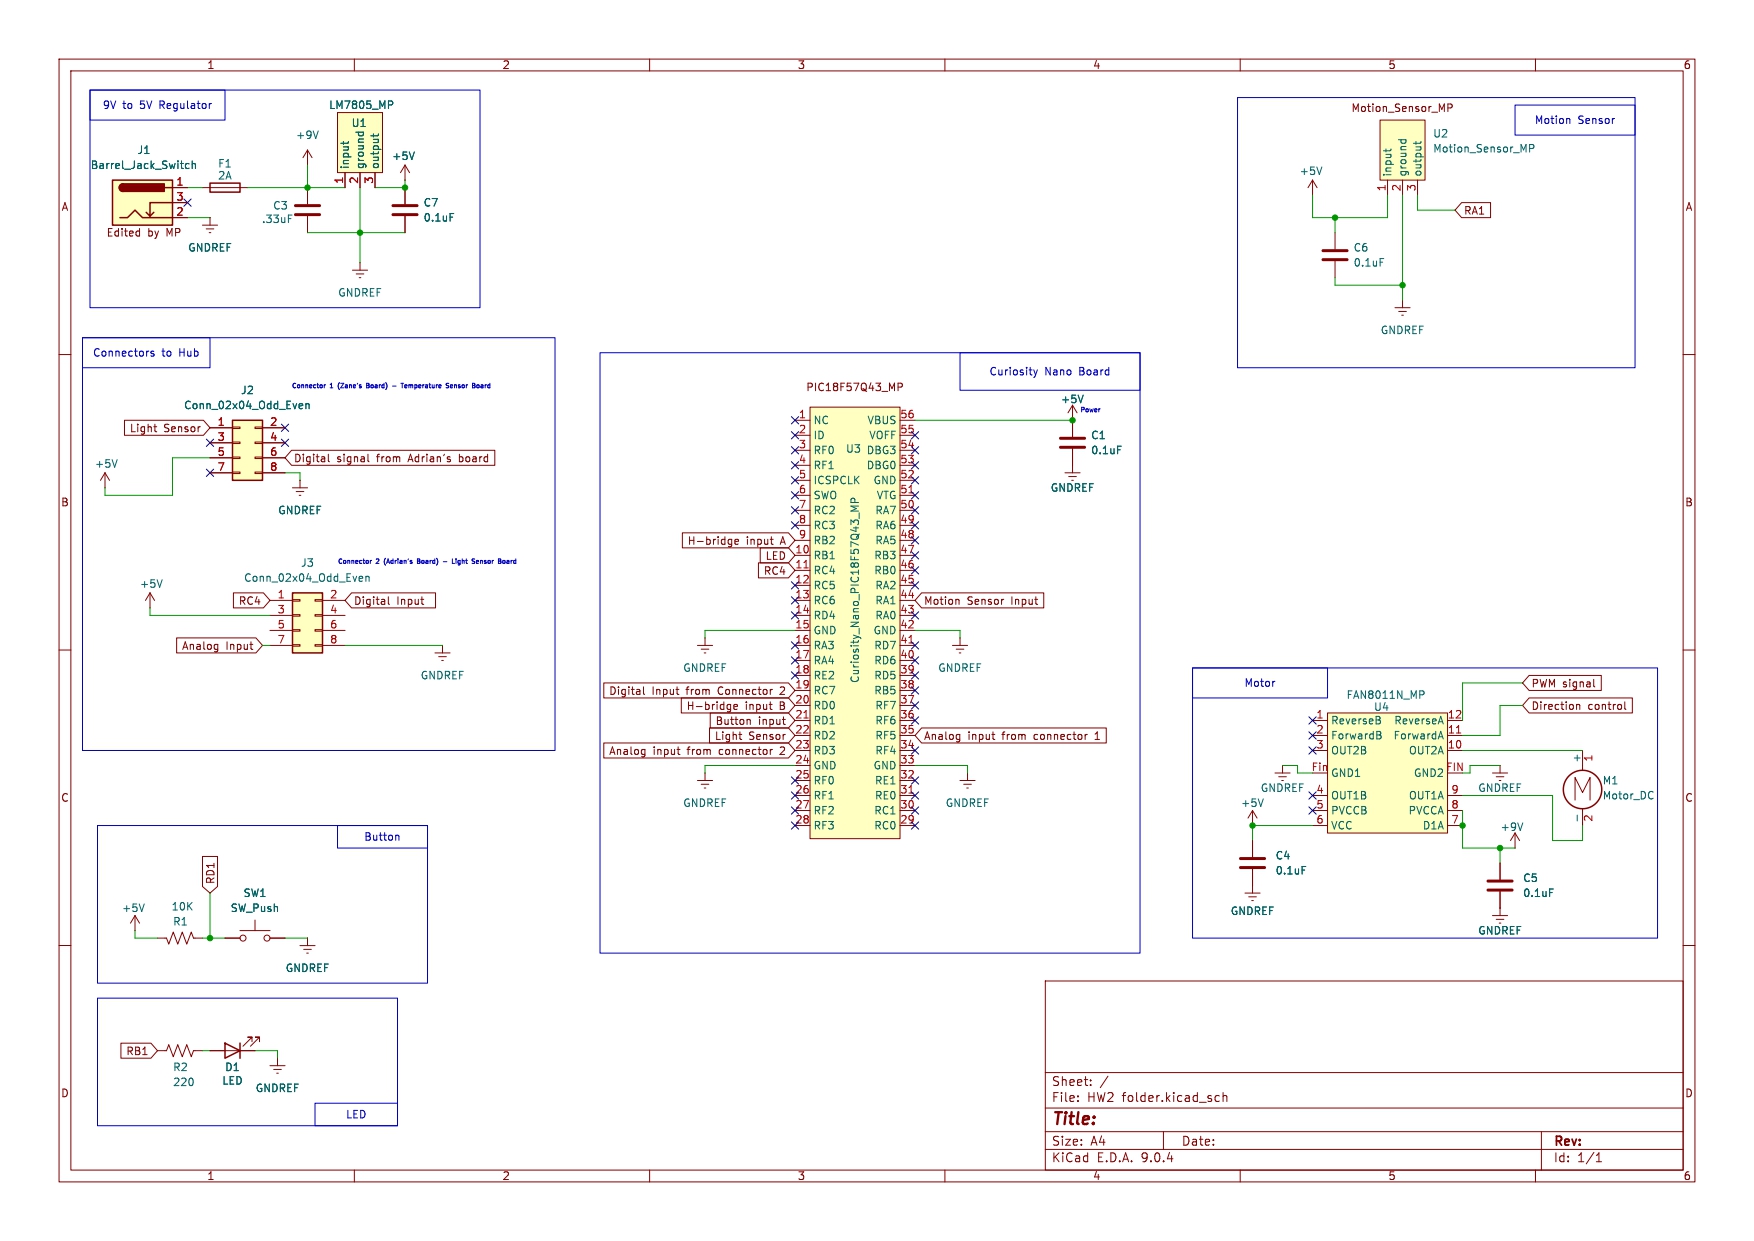 1 2 3 4 5 6
A B C D
A B C D
1 2 3 4 5 6
9V to 5V Regulator
LM7805_MP
U1
input
ground
output
1 2 3
+9V
+5V
J1
Barrel_Jack_Switch
1
3
2
Edited by MP
F1
2A
GNDREF
C3
.33uF
C7
0.1uF
GNDREF
Motion Sensor
Motion_Sensor_MP
U2
Motion_Sensor_MP
input
ground
output
1 2 3
+5V
RA1
C6
0.1uF
GNDREF
Connectors to Hub
Connector 1 (Zane's Board) - Temperature Sensor Board
J2
Conn_02x04_Odd_Even
Light Sensor
1 2
3 4
5 6
7 8
Digital signal from Adrian's board
+5V
GNDREF
Connector 2 (Adrian's Board) - Light Sensor Board
J3
Conn_02x04_Odd_Even
+5V
RC4 1 2 Digital Input
3 4
5 6
Analog Input 7 8
GNDREF
Curiosity Nano Board
PIC18F57Q43_MP
U3
Curiosity_Nano_PIC18F57Q43_MP
+5V
Power
C1
0.1uF
GNDREF
1 NC VBUS 56
2 ID VOFF 55
3 RF0 DBG3 54
4 RF1 DBG0 53
5 ICSPCLK GND 52
6 SWO VTG 51
7 RC2 RA7 50
8 RC3 RA6 49
H-bridge input A 9 RB2 RA5 48
LED 10 RB1 RB3 47
RC4 11 RC4 RB0 46
12 RC5 RA2 45
13 RC6 RA1 44 Motion Sensor Input
14 RD4 RA0 43
15 GND GND 42
16 RA3 RD7 41
17 RA4 RD6 40
18 RE2 RD5 39
Digital Input from Connector 2 19 RC7 RB5 38
H-bridge input B 20 RD0 RF7 37
Button input 21 RD1 RF6 36
Light Sensor 22 RD2 RF5 35 Analog input from connector 1
Analog input from connector 2 23 RD3 RF4 34
24 GND GND 33
25 RF0 RE1 32
26 RF1 RE0 31
27 RF2 RC1 30
28 RF3 RC0 29
GNDREF
GNDREF
GNDREF
GNDREF
Motor
FAN8011N_MP
U4
PWM signal
Direction control
1 ReverseB ReverseA 12
2 ForwardB ForwardA 11
3 OUT2B OUT2A 10
Fin GND1 GND2 FIN
4 OUT1B OUT1A 9
5 PVCCB PVCCA 8
6 VCC D1A 7
GNDREF
GNDREF
+ 1
M
M1
Motor_DC
- 2
+5V
+9V
C4
0.1uF
GNDREF
C5
0.1uF
GNDREF
Button
RD1
+5V
10K
R1
SW1
SW_Push
GNDREF
RB1
R2
220
D1
LED
GNDREF
LED
Sheet: /
File: HW2 folder.kicad_sch
Title:
Size: A4 Date: Rev:
KiCad E.D.A. 9.0.4 Id: 1/1